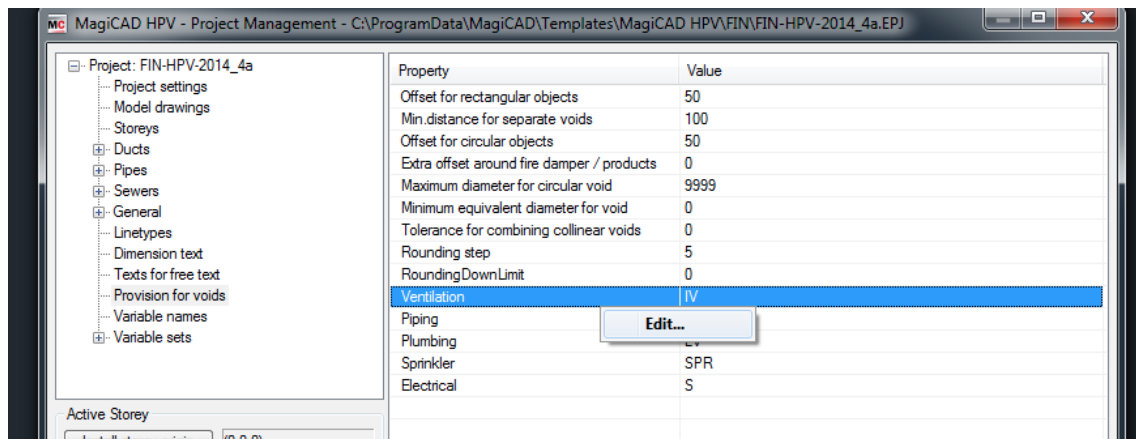 MC MagiCAD HPV - Project Management - C:\ProgramData\MagiCAD\Templates\MagiCAD HPV\FIN\FIN-HPV-2014_4a.EPJ
Project: FIN-HPV-2014_4a
Project settings
Model drawings
Storeys
Ducts
Pipes
Sewers
General
Linetypes
Dimension text
Texts for free text
Provision for voids
Variable names
Variable sets
Active Storey
Property Value
Offset for rectangular objects 50
Min.distance for separate voids 100
Offset for circular objects 50
Extra offset around fire damper / products 0
Maximum diameter for circular void 9999
Minimum equivalent diameter for void 0
Tolerance for combining collinear voids 0
Rounding step 5
RoundingDownLimit 0
Ventilation IV
Piping
Edit...
Plumbing
Sprinkler SPR
Electrical S